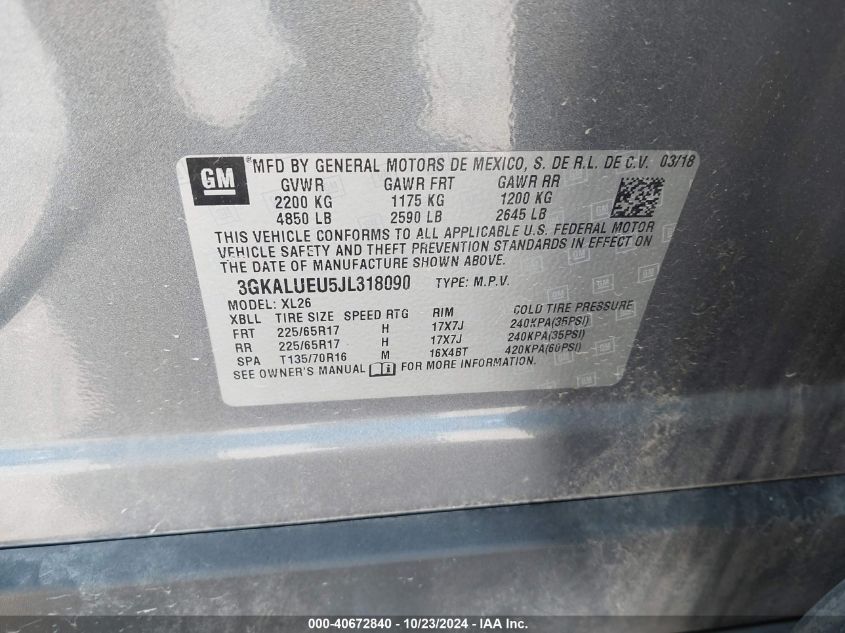 GM
®MFD BY GENERAL MOTORS DE MEXICO, S. DE R.L. DE C.V. 03/18
GVWR GAWR FRT GAWR RR
2200 KG 1175 KG 1200 KG
4850 LB 2590 LB 2645 LB
THIS VEHICLE CONFORMS TO ALL APPLICABLE U.S. FEDERAL MOTOR
VEHICLE SAFETY AND THEFT PREVENTION STANDARDS IN EFFECT ON
THE DATE OF MANUFACTURE SHOWN ABOVE.
3GKALUEU5JL318090 TYPE: M.P.V.
MODEL: XL26
XBLL TIRE SIZE SPEED RTG RIM COLD TIRE PRESSURE
FRT 225/65R17 H 17X7J 240KPA(35PSI)
RR 225/65R17 H 17X7J 240KPA(35PSI)
SPA T135/70R16 M 16X4BT 420KPA(60PSI)
SEE OWNER'S MANUAL i FOR MORE INFORMATION.
000-40672840 - 10/23/2024 - IAA Inc.